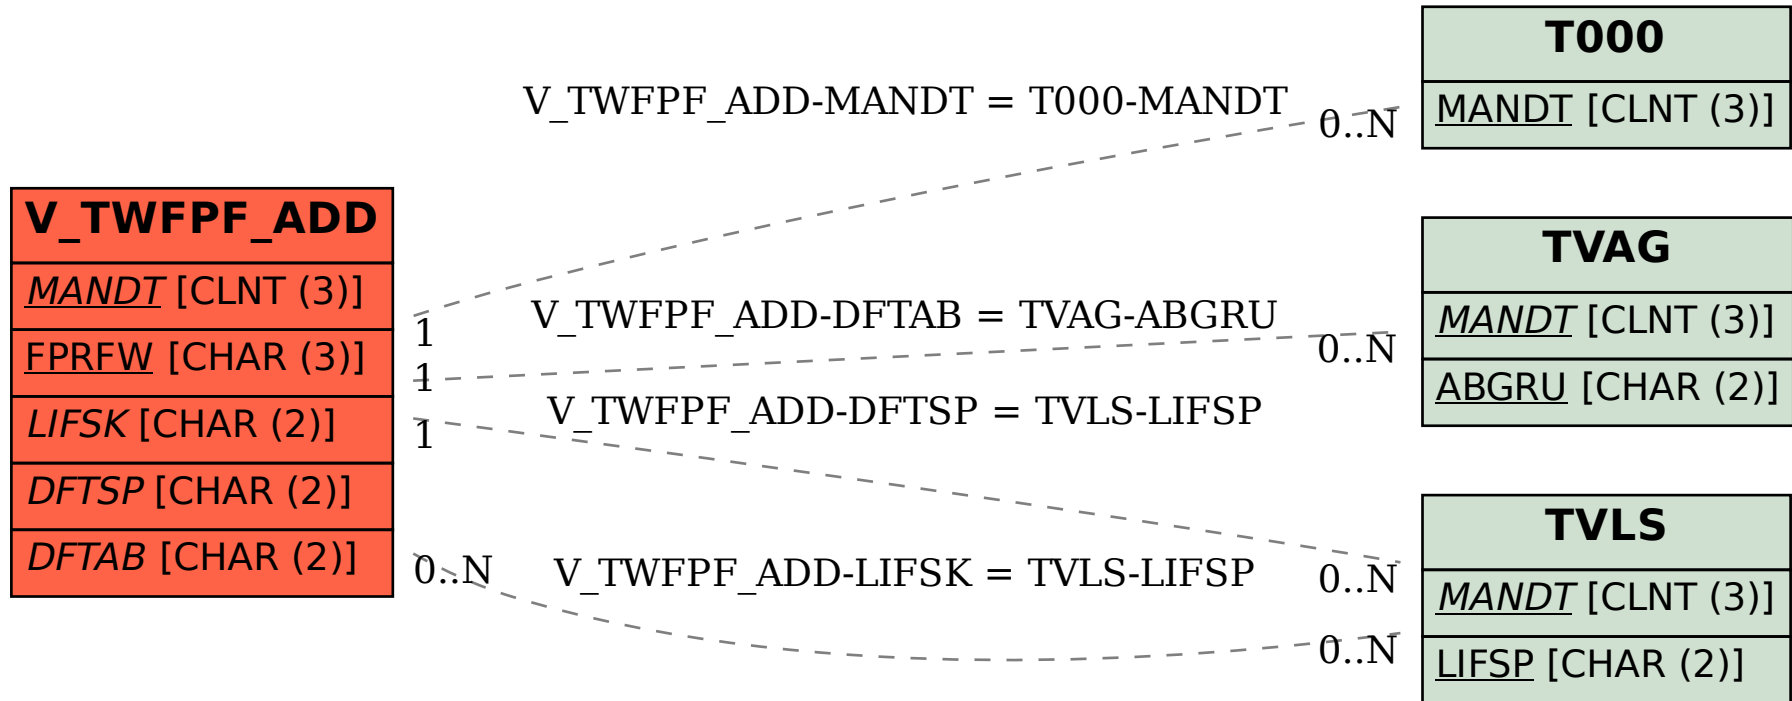 V_TWFPF_ADD
MANDT [CLNT (3)]
FPRFW [CHAR (3)]
LIFSK [CHAR (2)]
DFTSP [CHAR (2)]
DFTAB [CHAR (2)]
V_TWFPF_ADD-MANDT = T000-MANDT
1
0..N
V_TWFPF_ADD-DFTAB = TVAG-ABGRU
1
0..N
V_TWFPF_ADD-DFTSP = TVLS-LIFSP
1
0..N
V_TWFPF_ADD-LIFSK = TVLS-LIFSP
0..N
0..N
T000
MANDT [CLNT (3)]
TVAG
MANDT [CLNT (3)]
ABGRU [CHAR (2)]
TVLS
MANDT [CLNT (3)]
LIFSP [CHAR (2)]